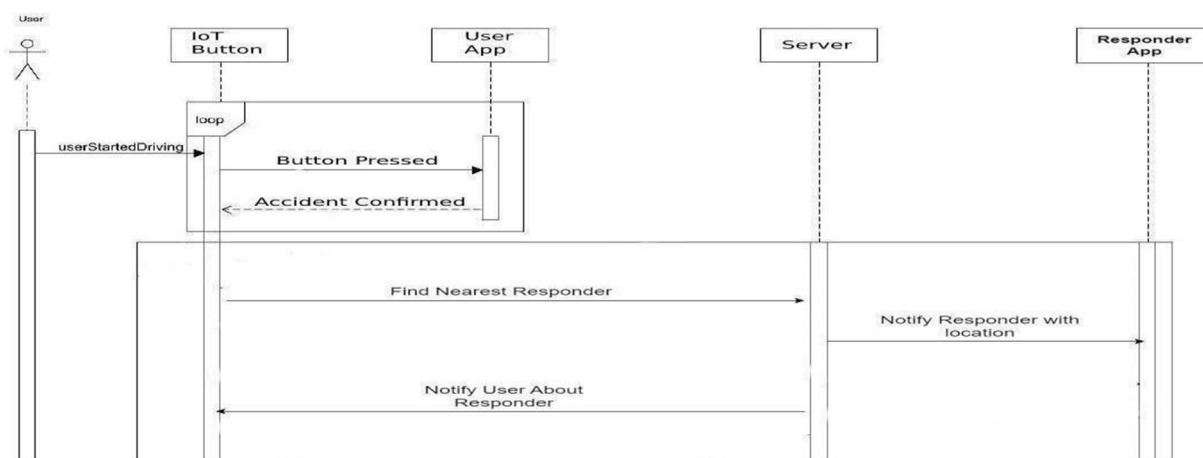 User
IoT
Button
User
App
Server
Responder
App
loop
userStartedDriving
Button Pressed
Accident Confirmed
Find Nearest Responder
Notify Responder with
location
Notify User About
Responder